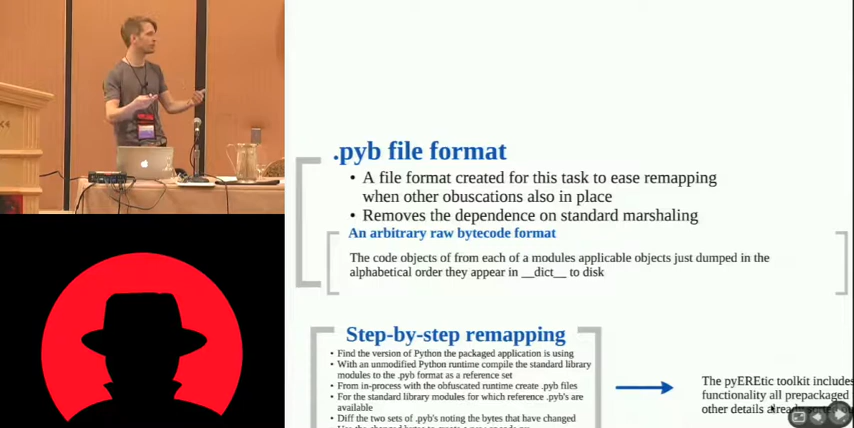 .pyb file format
• A file format created for this task to ease remapping
when other obuscations also in place
• Removes the dependence on standard marshaling
An arbitrary raw bytecode format
The code objects of from each of a modules applicable objects just dumped in the
alphabetical order they appear in __dict__ to disk
Step-by-step remapping
• Find the version of Python the packaged application is using
• With an unmodified Python runtime compile the standard library
modules to the .pyb format as a reference set
• From in-process with the obfuscated runtime create .pyb files
• For the standard library modules for which reference .pyb's are
available
• Diff the two sets of .pyb's noting the bytes that have changed
The pyEREtic toolkit includes
functionality all prepackaged
other details already